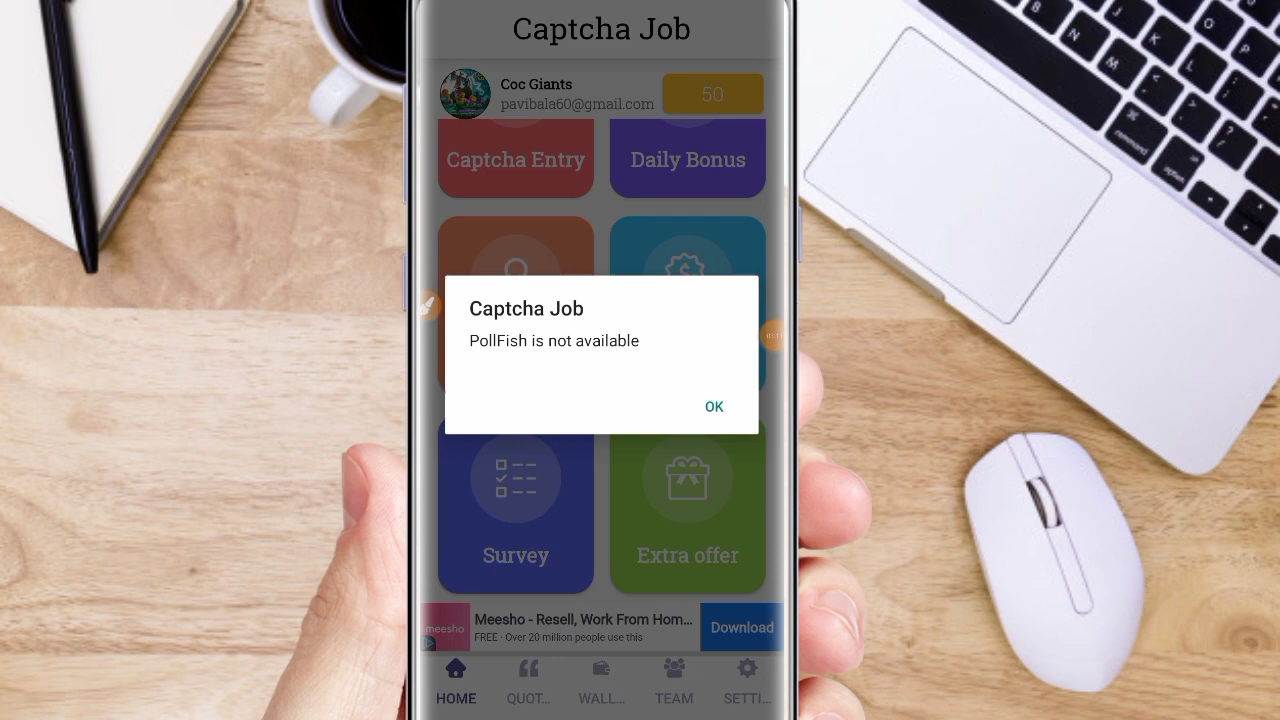 Captcha Job
Coc Giants
pavibala60@gmail.com
50
Captcha Entry
Daily Bonus
Captcha Job
PollFish is not available
OK
Survey
Extra offer
meesho
Meesho - Resell, Work From Hom...
FREE · Over 20 million people use this
Download
HOME
QUOT...
WALL...
TEAM
SETTI...
B
N
M
J
K
L
O
P
command
option